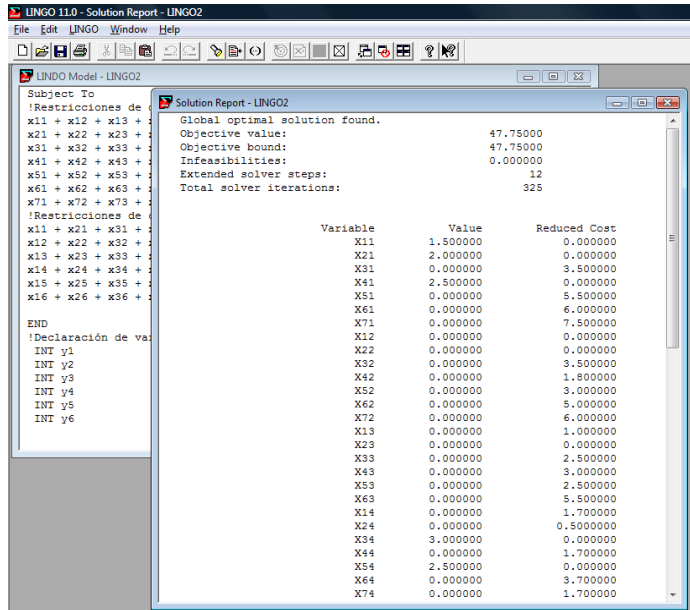 LINGO 11.0 - Solution Report - LINGO2
File Edit LINGO Window Help
LINDO Model - LINGO2
Subject To
!Restricciones de
x11 + x12 + x13 +
x21 + x22 + x23 +
x31 + x32 + x33 +
x41 + x42 + x43 +
x51 + x52 + x53 +
x61 + x62 + x63 +
x71 + x72 + x73 +
!Restricciones de
x11 + x21 + x31 +
x12 + x22 + x32 +
x13 + x23 + x33 +
x14 + x24 + x34 +
x15 + x25 + x35 +
x16 + x26 + x36 +
END
!Declaración de
INT y1
INT y2
INT y3
INT y4
INT y5
INT y6
Solution Report - LINGO2
Global optimal solution found.
Objective value: 47.75000
Objective bound: 47.75000
Infeasibilities: 0.000000
Extended solver steps: 12
Total solver iterations: 325
Variable Value Reduced Cost
X11 1.500000 0.000000
X21 2.000000 0.000000
X31 0.000000 3.500000
X41 2.500000 0.000000
X51 0.000000 5.500000
X61 0.000000 6.000000
X71 0.000000 7.500000
X12 0.000000 0.000000
X22 0.000000 0.000000
X32 0.000000 3.500000
X42 0.000000 1.800000
X52 0.000000 3.000000
X62 0.000000 5.000000
X72 0.000000 6.000000
X13 0.000000 1.000000
X23 0.000000 0.000000
X33 0.000000 2.500000
X43 0.000000 3.000000
X53 0.000000 2.500000
X63 0.000000 5.500000
X14 0.000000 1.700000
X24 0.000000 0.5000000
X34 3.000000 0.000000
X44 0.000000 1.700000
X54 2.500000 0.000000
X64 0.000000 3.700000
X74 0.000000 1.700000